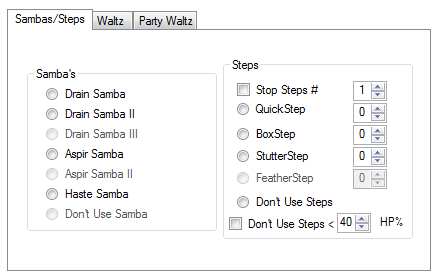 Sambas/Steps Waltz Party Waltz
Samba's
Drain Samba
Drain Samba II
Drain Samba III
Aspir Samba
Aspir Samba II
Haste Samba
Don't Use Samba
Steps
Stop Steps # 1
QuickStep 0
BoxStep 0
StutterStep 0
FeatherStep 0
Don't Use Steps
Don't Use Steps < 40 HP%